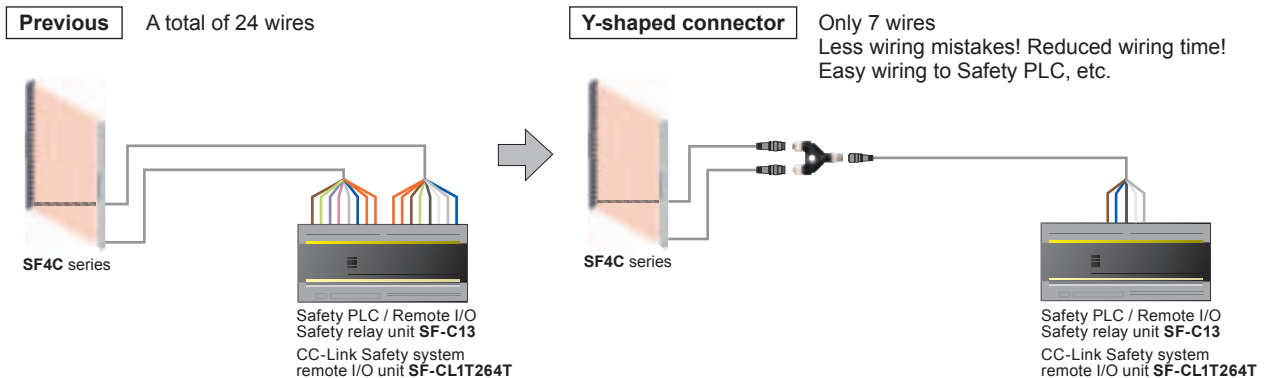 Previous
A total of 24 wires
SF4C series
Safety PLC / Remote I/O
Safety relay unit SF-C13
CC-Link Safety system
remote I/O unit SF-CL1T264T
Y-shaped connector
Only 7 wires
Less wiring mistakes! Reduced wiring time!
Easy wiring to Safety PLC, etc.
SF4C series
Safety PLC / Remote I/O
Safety relay unit SF-C13
CC-Link Safety system
remote I/O unit SF-CL1T264T